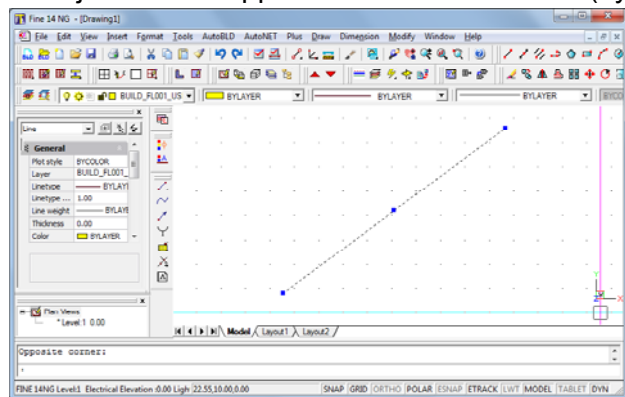 Fine 14 NG - [Drawing1]
File Edit View Insert Format Tools AutoBLD AutoNET Plus Draw Dimension Modify Window Help
BUILD_FL001_US BYLAYER BYLAYER BYLAYER BYCO
Line
General
Plot style BYCOLOR
Layer BUILD_FL001_
Linetype BYLAYI
Linetype ... 1.00
Line weight BYLAYE
Thickness 0.00
Color BYLAYER
Plan Views
*Level:1 0.00
Model Layout1 Layout2
Y
X
Z
Opposite corner:
FINE 14NG Level:1 Electrical Elevation :0.00 Ligh 22.55,10.00,0.00 SNAP GRID ORTHO POLAR ESNAP ETRACK LWT MODEL TABLET DYN